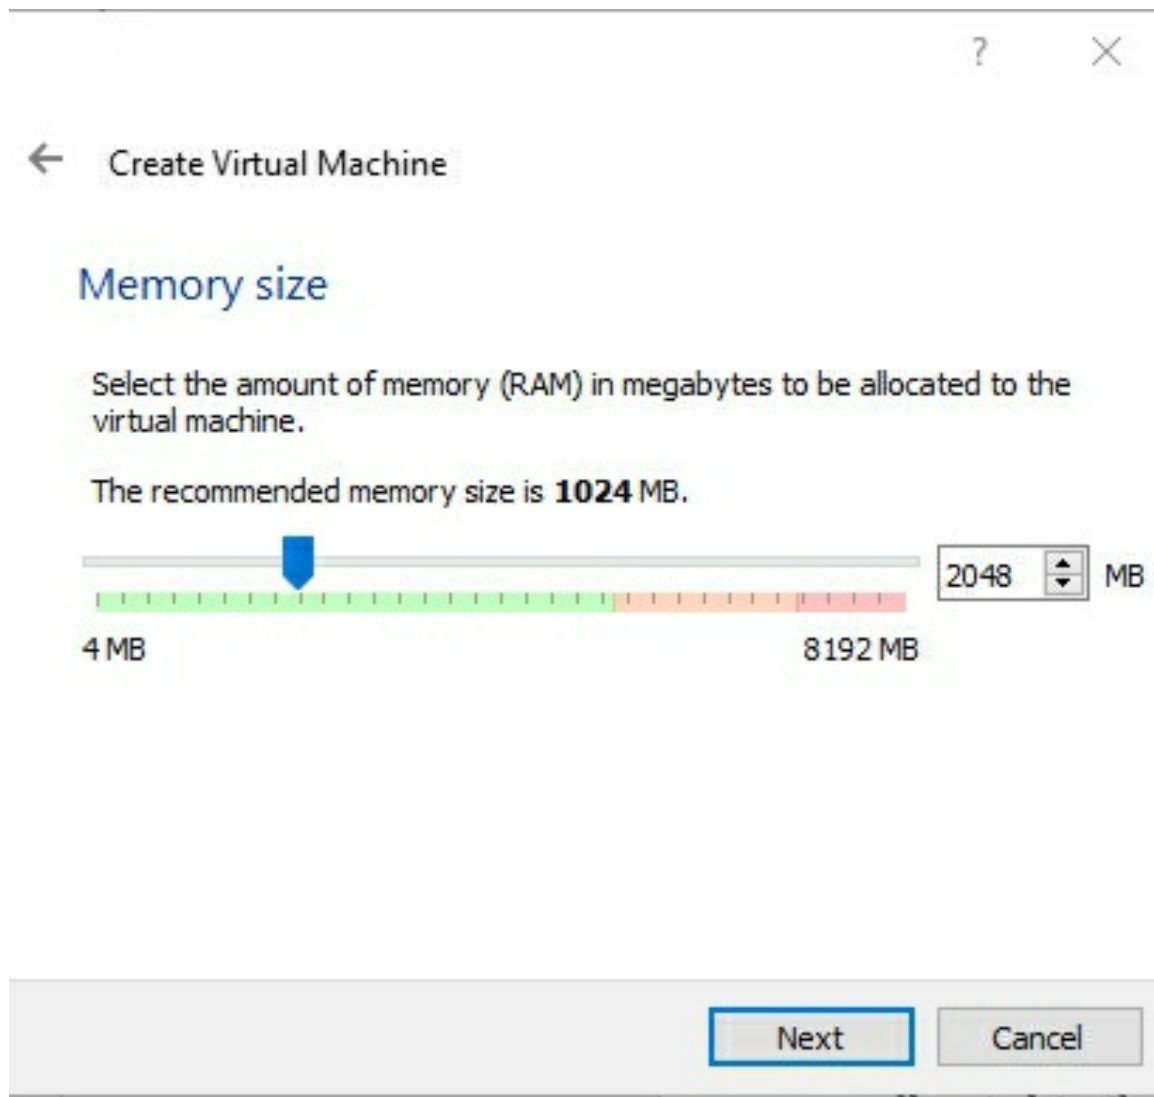 ?
Create Virtual Machine
Memory size
Select the amount of memory (RAM) in megabytes to be allocated to the
virtual machine.
The recommended memory size is 1024 MB.
2048 MB
4 MB 8192 MB
Next Cancel